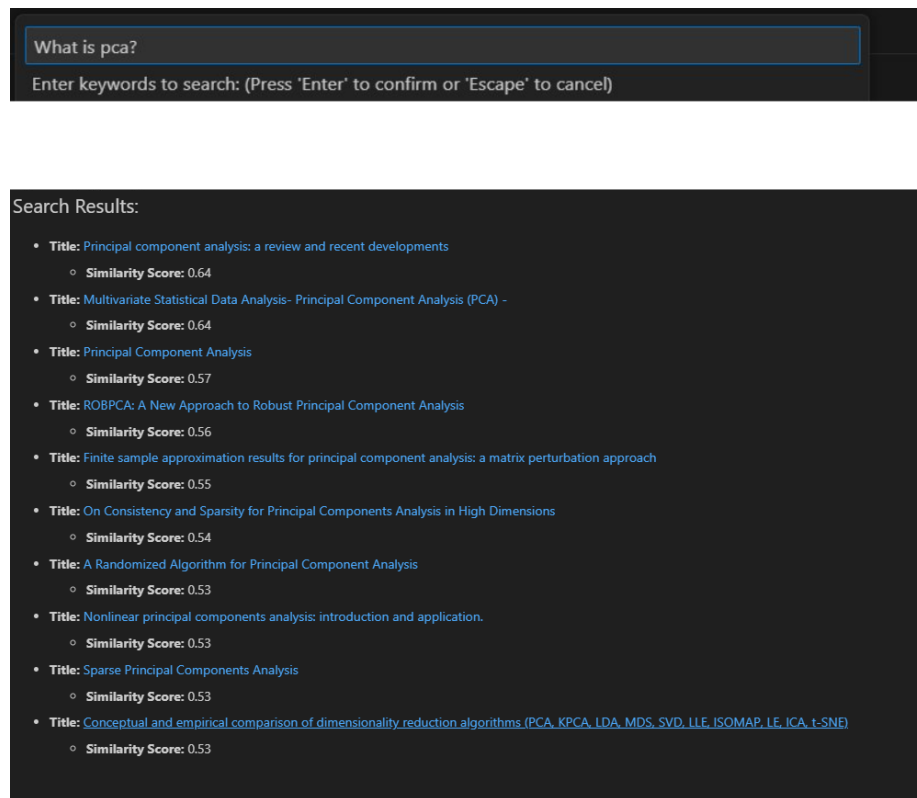 What is pca?
Enter keywords to search: (Press 'Enter' to confirm or 'Escape' to cancel)
Search Results:
Title: Principal component analysis: a review and recent developments
Similarity Score: 0.64
Title: Multivariate Statistical Data Analysis- Principal Component Analysis (PCA) -
Similarity Score: 0.64
Title: Principal Component Analysis
Similarity Score: 0.57
Title: ROBPCA: A New Approach to Robust Principal Component Analysis
Similarity Score: 0.56
Title: Finite sample approximation results for principal component analysis: a matrix perturbation approach
Similarity Score: 0.55
Title: On Consistency and Sparsity for Principal Components Analysis in High Dimensions
Similarity Score: 0.54
Title: A Randomized Algorithm for Principal Component Analysis
Similarity Score: 0.53
Title: Nonlinear principal components analysis: introduction and application.
Similarity Score: 0.53
Title: Sparse Principal Components Analysis
Similarity Score: 0.53
Title: Conceptual and empirical comparison of dimensionality reduction algorithms (PCA, KPCA, LDA, MDS, SVD, LLE, ISOMAP, LE, ICA, t-SNE)
Similarity Score: 0.53